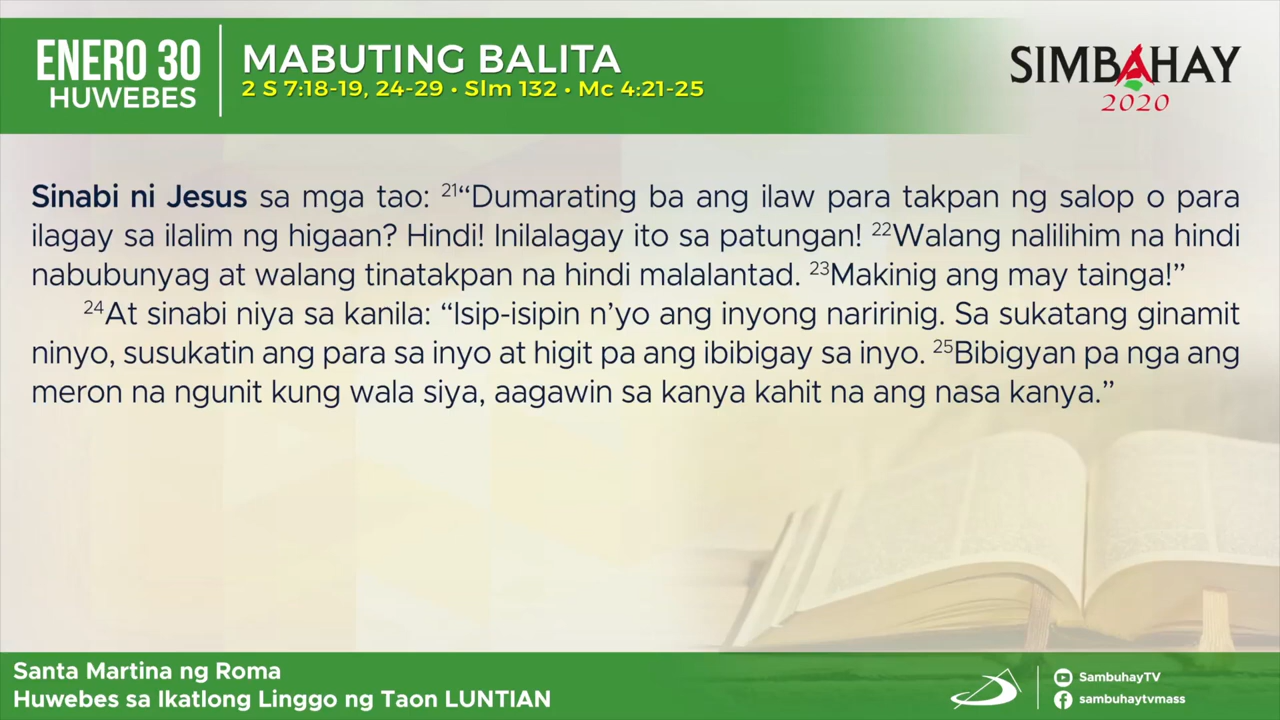 ENERO 30
HUWEBES
MABUTING BALITA
2 S 7:18-19, 24-29 • Slm 132 • Mc 4:21-25
SIMBAHAY
2020
Sinabi ni Jesus sa mga tao: 21“Dumarating ba ang ilaw para takpan ng salop o para
ilagay sa ilalim ng higaan? Hindi! Inilalagay ito sa patungan! 22Walang nalilihim na hindi
nabubunyag at walang tinatakpan na hindi malalantad. 23Makinig ang may tainga!”
24At sinabi niya sa kanila: “Isip-isipin n’yo ang inyong naririnig. Sa sukatang ginamit
ninyo, susukatin ang para sa inyo at higit pa ang ibibigay sa inyo. 25Bibigyan pa nga ang
meron na ngunit kung wala siya, aagawin sa kanya kahit na ang nasa kanya.”
Santa Martina ng Roma
Huwebes sa Ikatlong Linggo ng Taon LUNTIAN
SambuhayTV
sambuhaytvmass